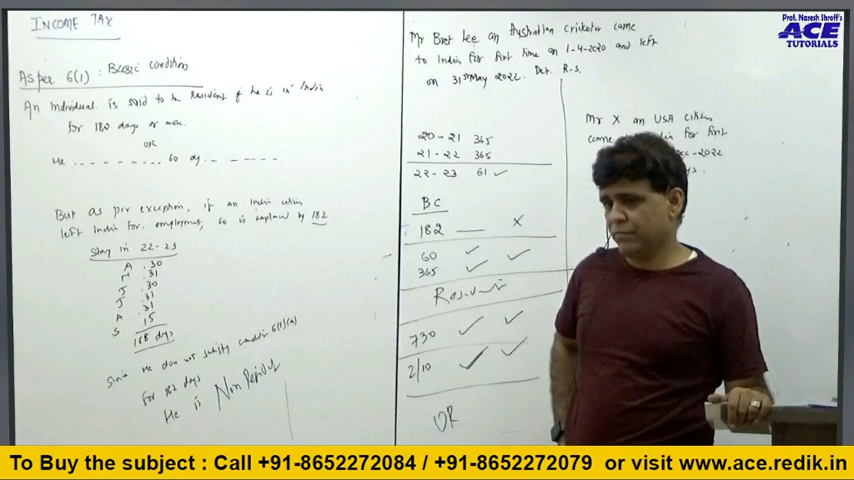 INCOME TAX
As per 6(1) : Basic condition
An Individual is said to be Resident if he is in India
for 182 days or more
OR
He _ _ _ _ _ _ _ _ 60 dy _ _ _ _ _ _
But as per exception, if an Indian citizen
left India for employment, 60 is replaced by 182
Stay in 22-23
A . 30
M . 31
J . 30
J . 31
A . 31
S 15
168 days
Since He does not satisfy condition 6(1)(a)
for 182 days
He is Non Resident
Mr Bret Lee an Australian cricketer came
to India for first time on 1-4-2020 and left
on 31st May 2022. Det. R.S.
20-21 365
21-22 365
22-23 61 ✓
BC
182 — X
60 ✓ ✓
365 ✓ ✓
Resident
730 ✓ ✓
2/10 ✓ ✓
OR
Mr X an USA citizen
came India for first
-2022
Prof. Naresh Shroff's
ACE
TUTORIALS
To Buy the subject : Call +91-8652272084 / +91-8652272079 or visit www.ace.redik.in